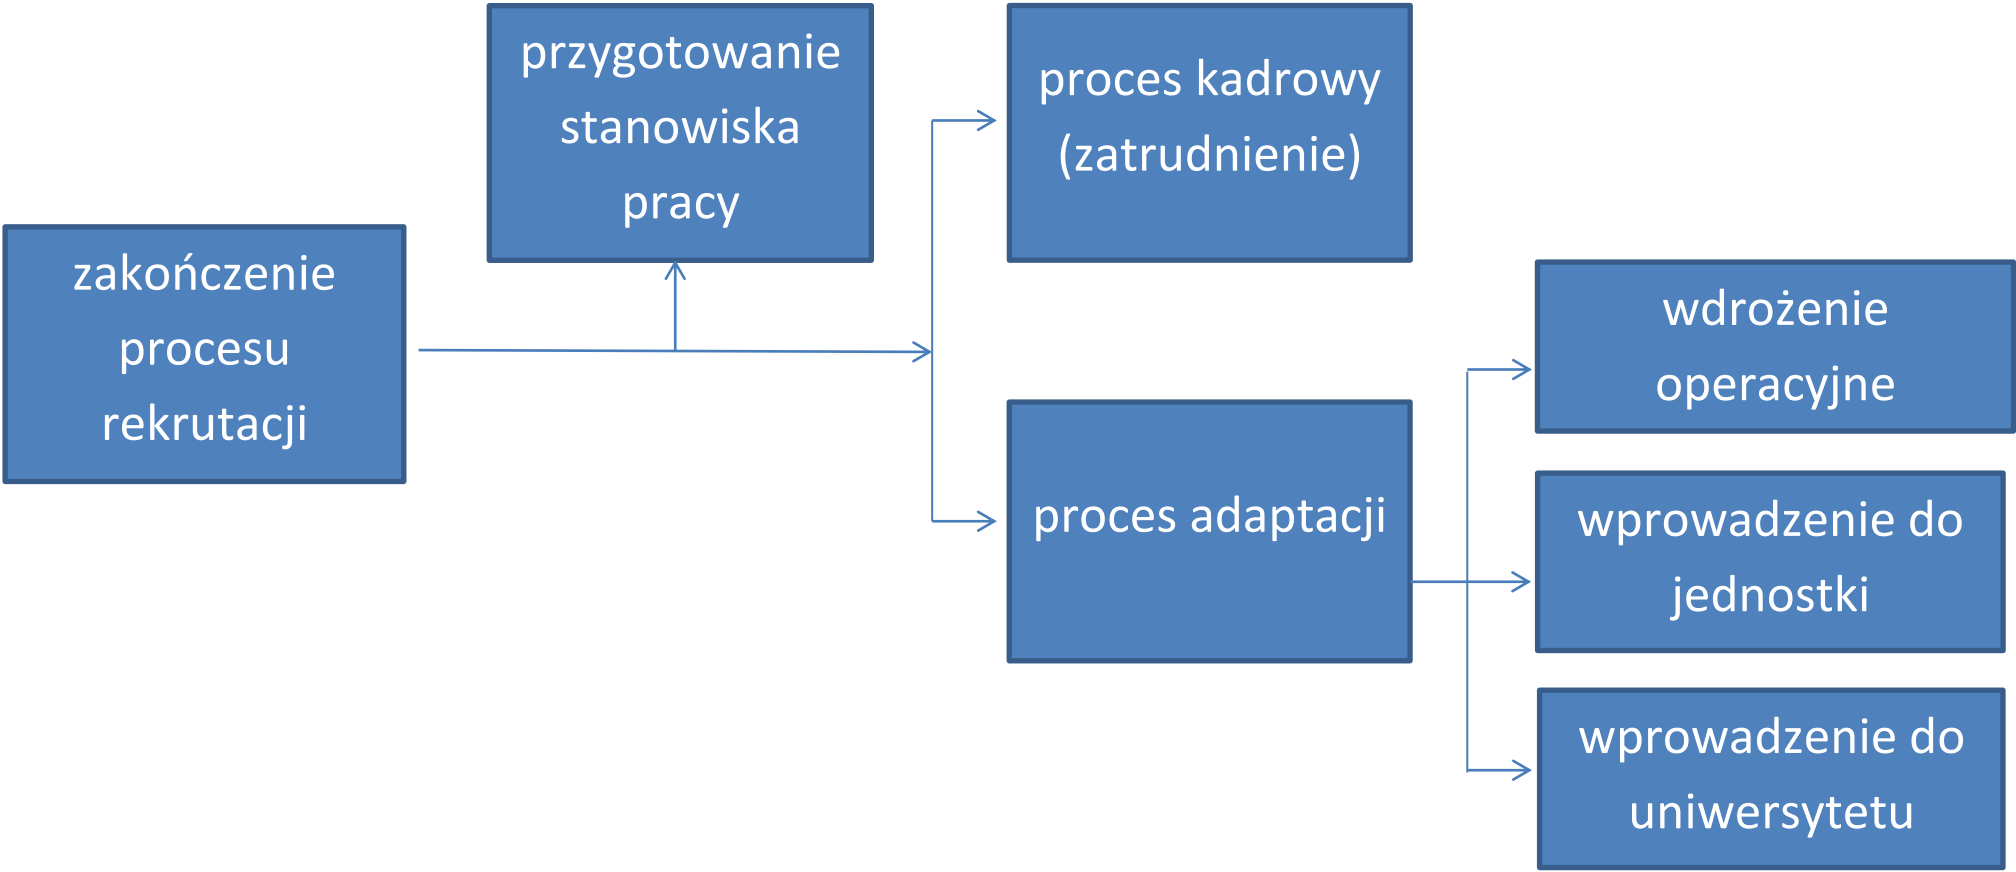 zakończenie
procesu
rekrutacji
przygotowanie
stanowiska
pracy
proces kadrowy
(zatrudnienie)
proces adaptacji
wdrożenie
operacyjne
wprowadzenie do
jednostki
wprowadzenie do
uniwersytetu